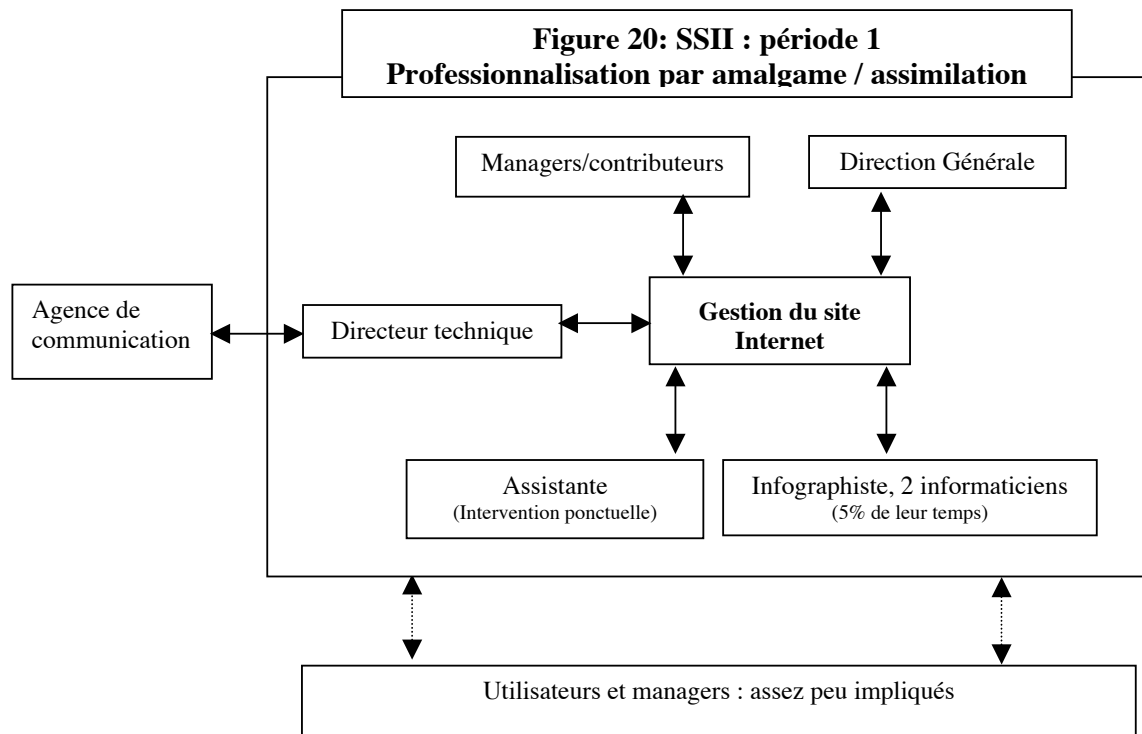 Figure 20: SSII : période 1
Professionnalisation par amalgame / assimilation
Managers/contributeurs
Direction Générale
Agence de
communication
Directeur technique
Gestion du site
Internet
Assistante
(Intervention ponctuelle)
Infographiste, 2 informaticiens
(5% de leur temps)
Utilisateurs et managers : assez peu impliqués